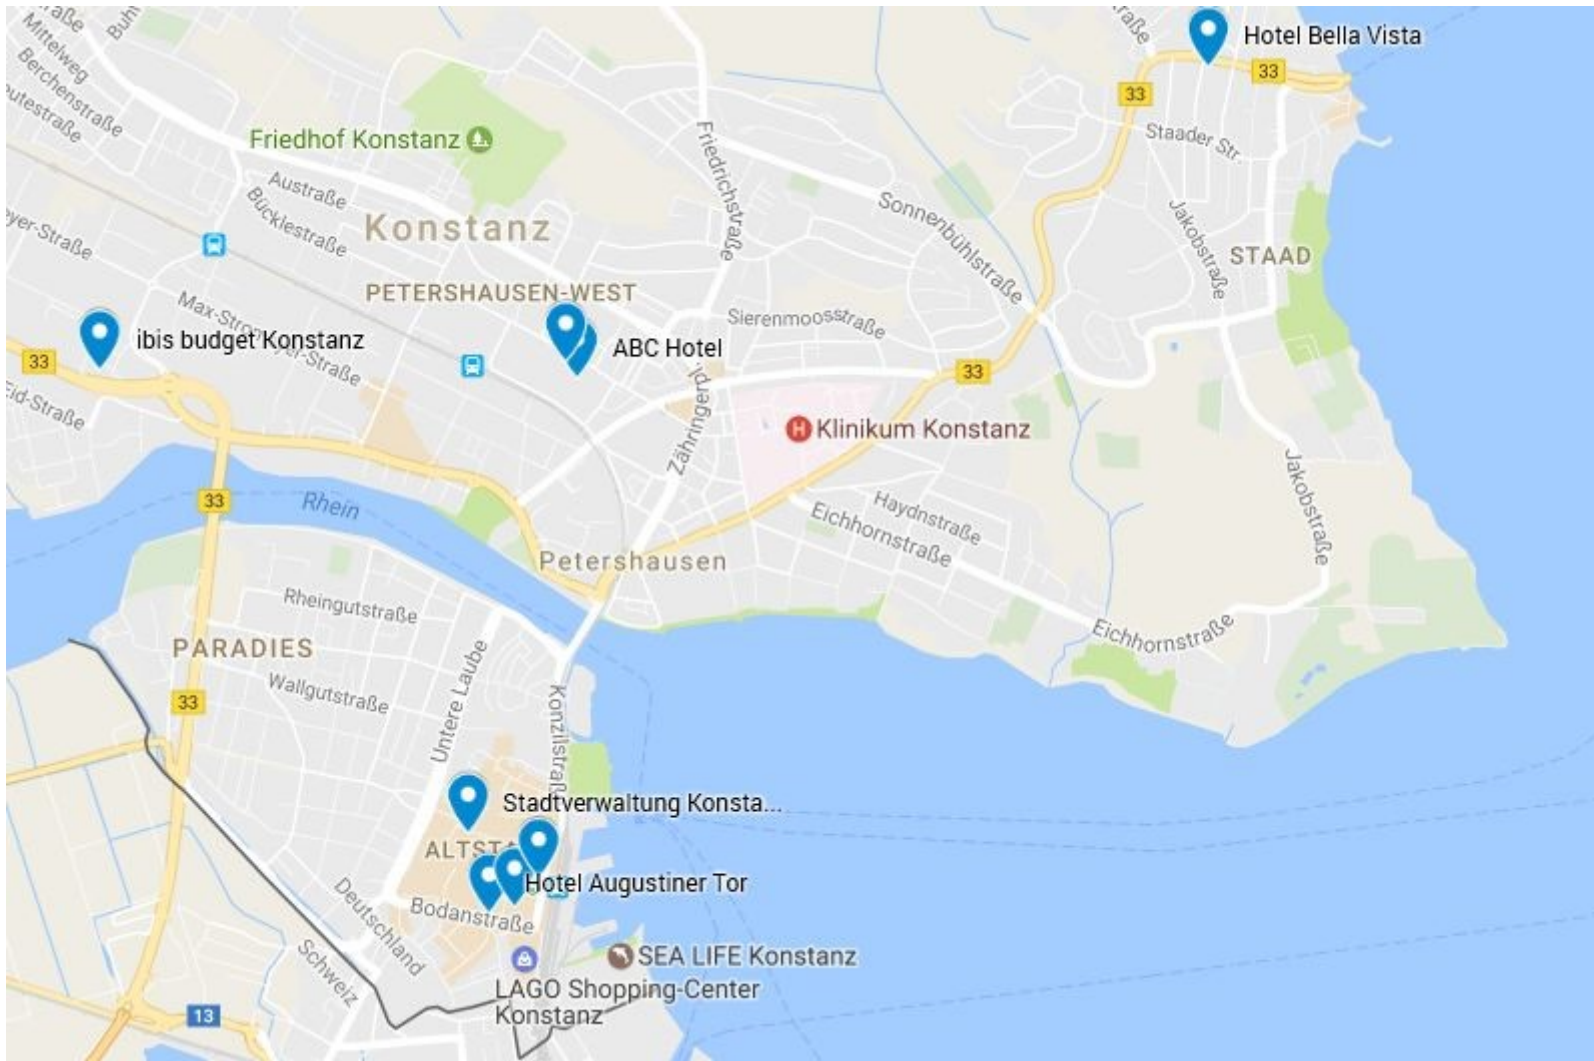 Mittelweg
Berchenstraße
Hotel Bella Vista
33
33
Friedhof Konstanz
Staader Str.
Friedrichstraße
Austraße
Bücklestraße
Konstanz
Sonnenbühlstraße
Jakobstraße
STAAD
PETERSHAUSEN-WEST
Max-Stromeyer-Straße
Sierenmoosstraße
ibis budget Konstanz
ABC Hotel
33
33
Klinikum Konstanz
Jakobstraße
33
Rhein
Haydnstraße
Eichhornstraße
Petershausen
Rheingutstraße
Eichhornstraße
PARADIES
Untere Laube
Wallgutstraße
33
Stadtverwaltung Konsta...
Hotel Augustiner Tor
Bodanstraße
Deutschland
Schweiz
SEA LIFE Konstanz
LAGO Shopping-Center
Konstanz
13